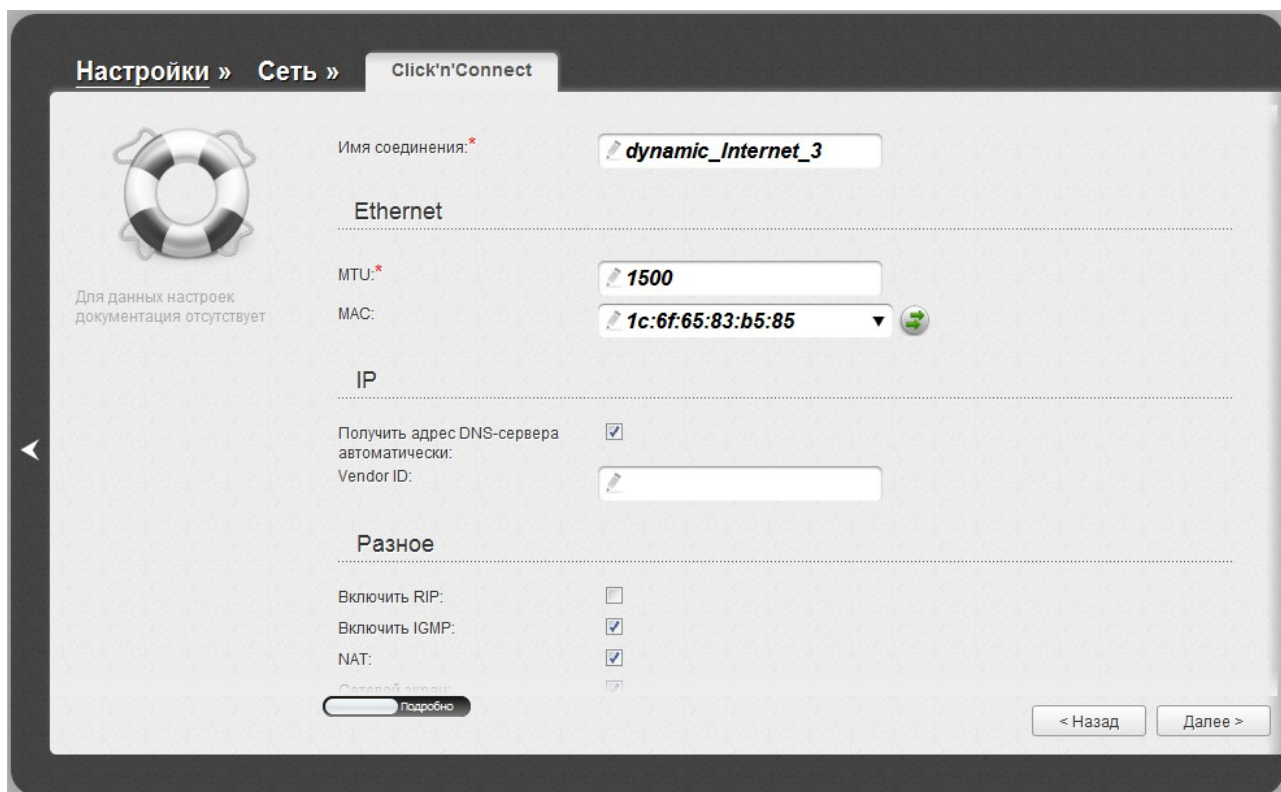 Настройки » Сеть » Click'n'Connect
Для данных настроек
документация отсутствует
Имя соединения:*
dynamic_Internet_3
Ethernet
MTU:*
1500
MAC:
1c:6f:65:83:b5:85
IP
Получить адрес DNS-сервера
автоматически:
Vendor ID:
Разное
Включить RIP:
Включить IGMP:
NAT:
Сетевой экран:
Подробно
< Назад
Далее >